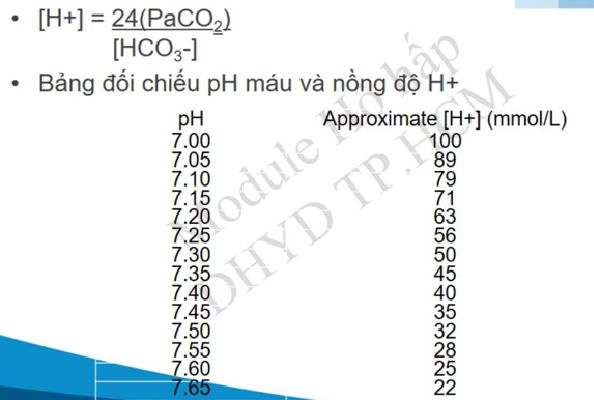 • [H+] = 24(PaCO2)
[HCO3-]
• Bảng đối chiếu pH máu và nồng độ H+
pH Approximate [H+] (mmol/L)
7.00 100
7.05 89
7.10 79
7.15 71
7.20 63
7.25 56
7.30 50
7.35 45
7.40 40
7.45 35
7.50 32
7.55 28
7.60 25
7.65 22
Module Hô hấp
ĐHYD TP.HCM